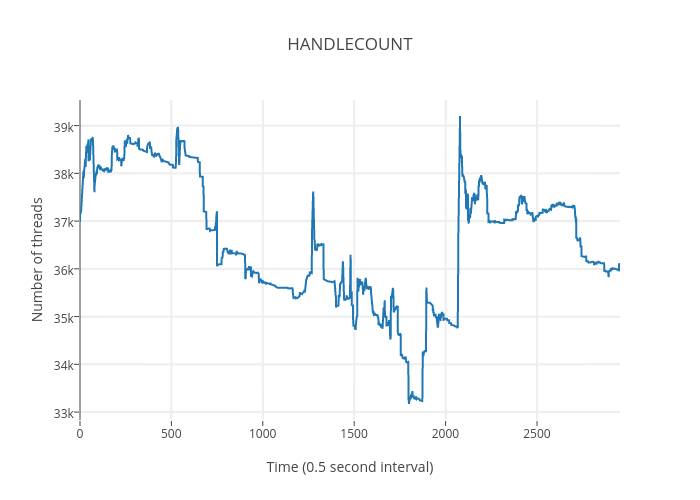 HANDLECOUNT
39k
38k
37k
36k
35k
34k
33k
Number of threads
0 500 1000 1500 2000 2500
Time (0.5 second interval)